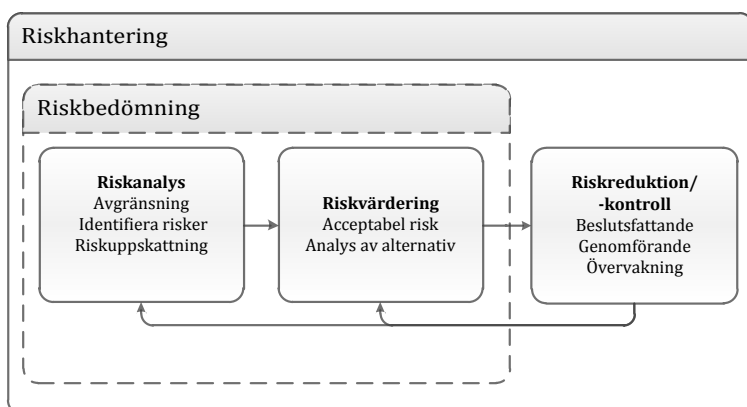 Riskhantering
Riskbedömning
Riskanalys
Avgränsning
Identifiera risker
Riskuppskattning
Riskvärdering
Acceptabel risk
Analys av alternativ
Riskreduktion/
-kontroll
Beslutsfattande
Genomförande
Övervakning